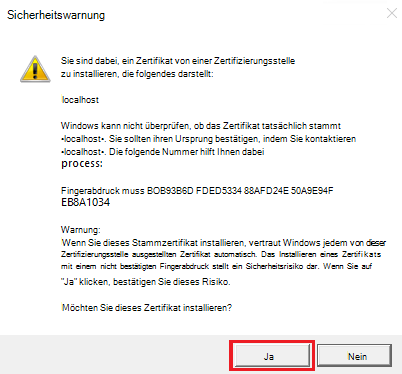 Sicherheitswarnung
Sie sind dabei, ein Zertifikat von einer Zertifizierungsstelle
zu installieren, die folgendes darstellt:
localhost
Windows kann nicht überprüfen, ob das Zertifikat tatsächlich stammt
•localhost•. Sie sollten ihren Ursprung bestätigen, indem Sie kontaktieren
•localhost•. Die folgende Nummer hilft Ihnen dabei
process:
Fingerabdruck muss BOB93B6D FDED5334 88AFD24E 50A9E94F
EB8A1034
Warnung:
Wenn Sie dieses Stammzertifikat installieren, vertraut Windows jedem von dieser
Zertifizierungsstelle ausgestellten Zertifikat automatisch. Das Installieren eines Zertifikats
mit einem nicht bestätigten Fingerabdruck stellt ein Sicherheitsrisiko dar. Wenn Sie auf
"Ja" klicken, bestätigen Sie dieses Risiko.
Möchten Sie dieses Zertifikat installieren?
Ja
Nein